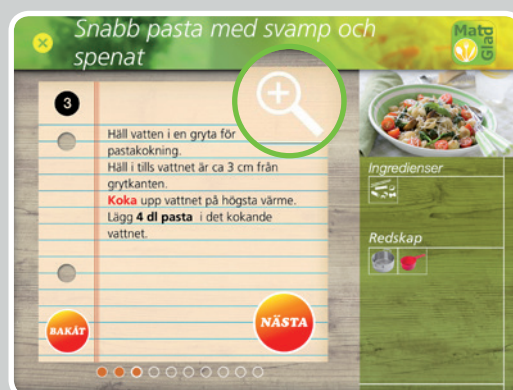 Snabb pasta med svamp och
spenat
Mat
Glad
3
Häll vatten i en gryta för
pastakokning.
Häll i tills vattnet är ca 3 cm från
grytkanten.
Koka upp vattnet på högsta värme.
Lägg 4 dl pasta i det kokande
vattnet.
BAKÅT
NÄSTA
Ingredienser
Redskap